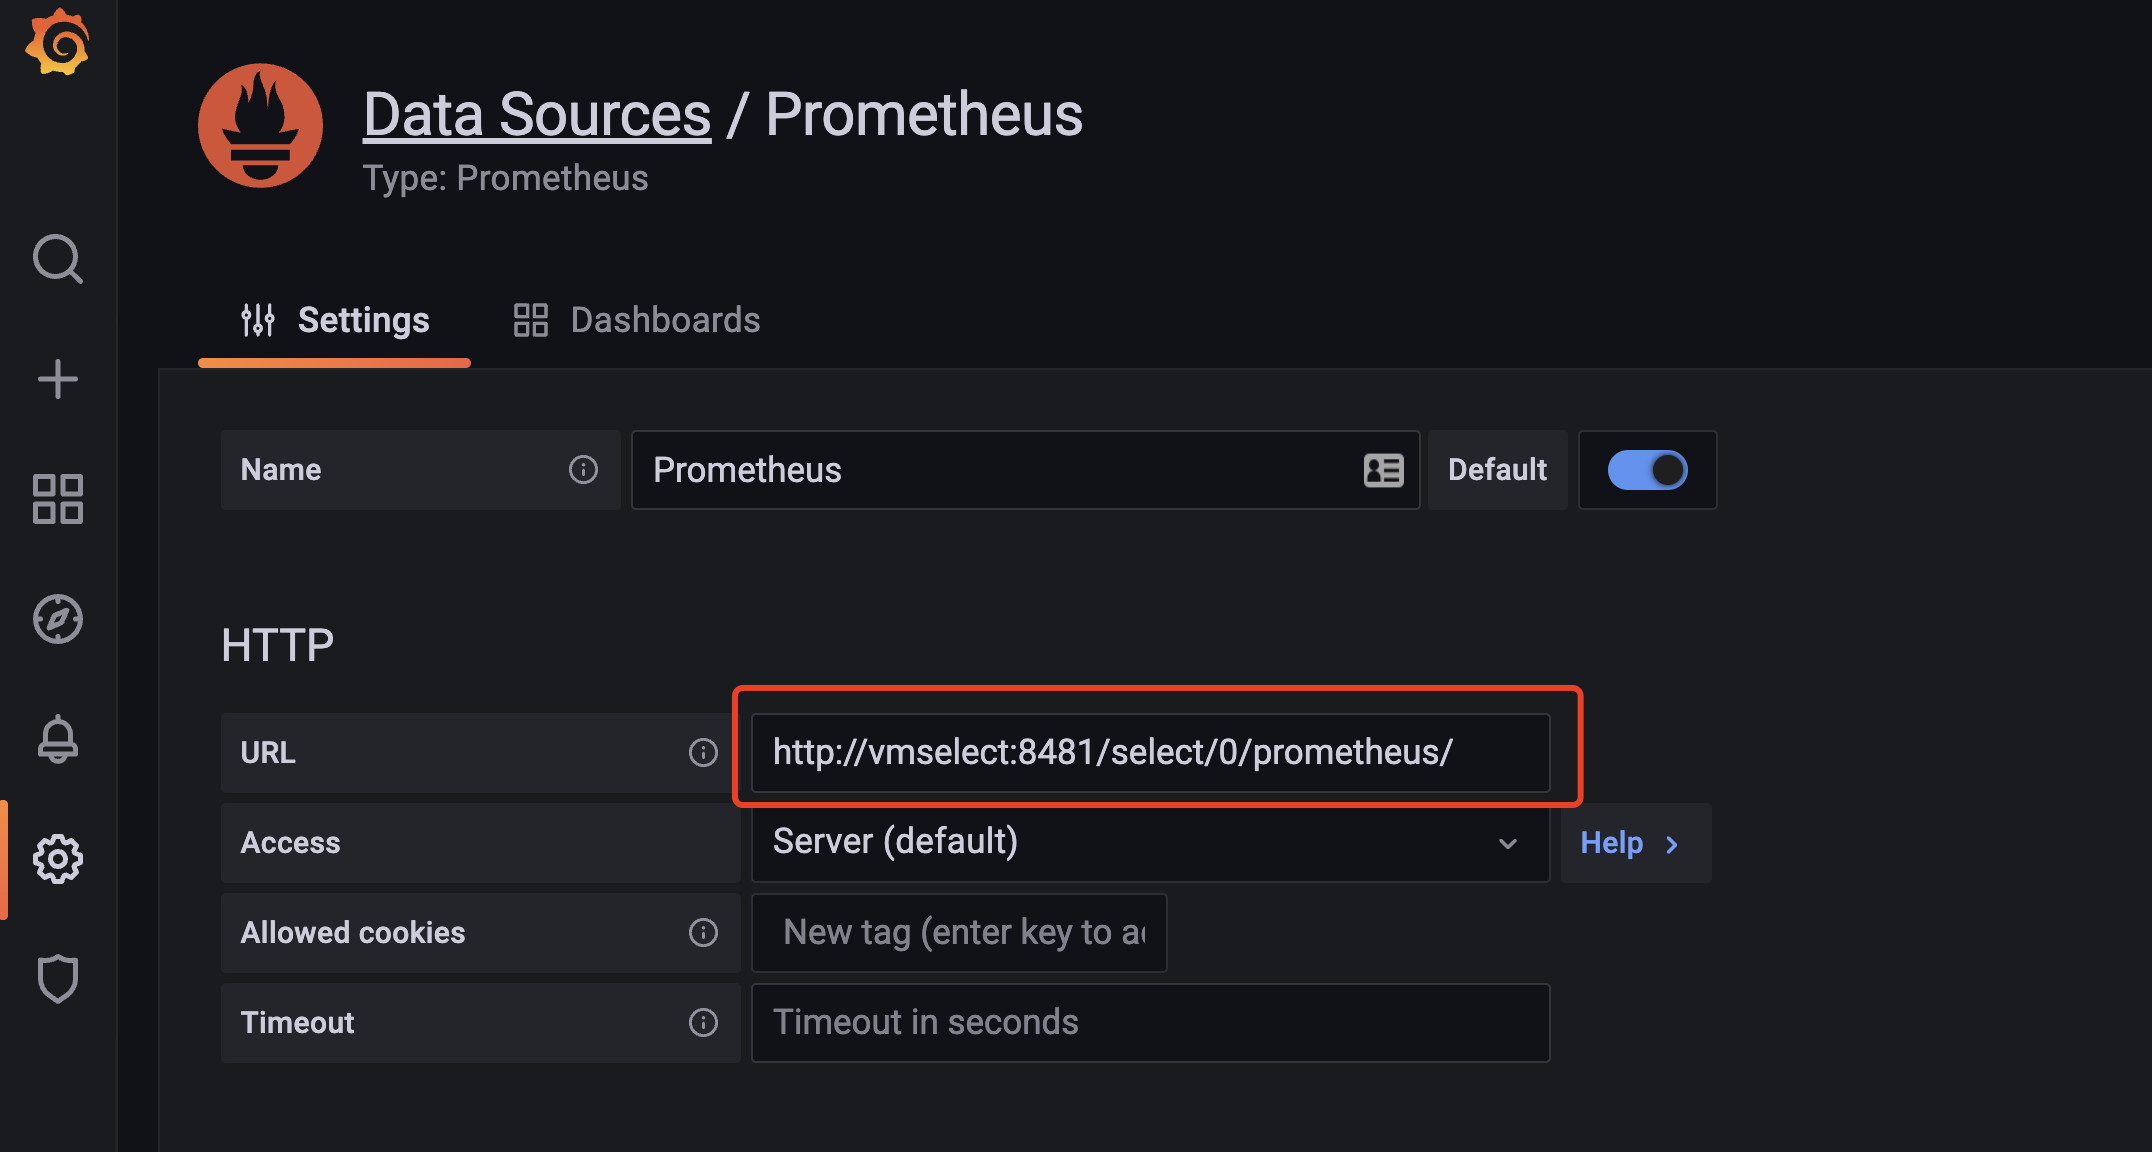 Data Sources / Prometheus
Type: Prometheus
Settings
Dashboards
Name
Prometheus
Default
HTTP
URL
http://vmselect:8481/select/0/prometheus/
Access
Server (default)
Help
Allowed cookies
New tag (enter key to a
Timeout
Timeout in seconds